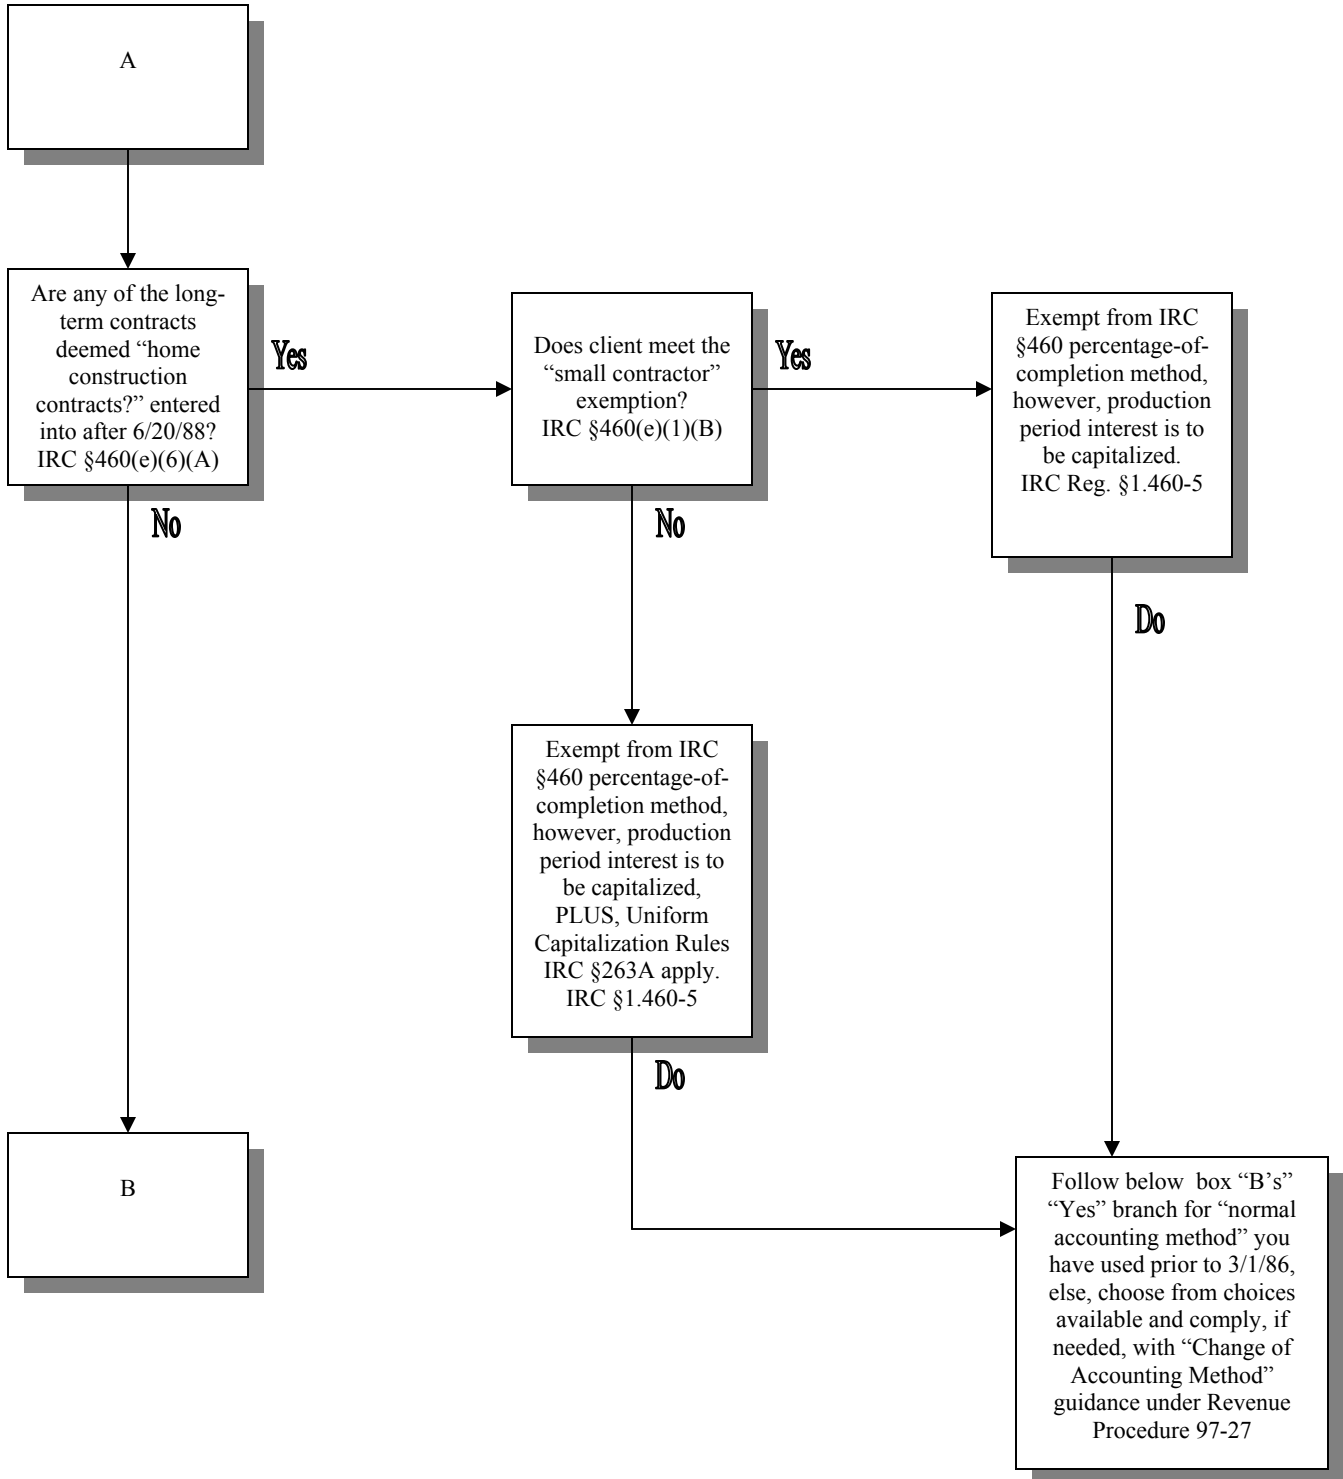 A
Are any of the long-
term contracts
deemed “home
construction
contracts?” entered
into after 6/20/88?
IRC §460(e)(6)(A)
Yes
Does client meet the
“small contractor”
exemption?
IRC §460(e)(1)(B)
Yes
Exempt from IRC
§460 percentage-of-
completion method,
however, production
period interest is to
be capitalized.
IRC Reg. §1.460-5
No
No
Do
Exempt from IRC
§460 percentage-of-
completion method,
however, production
period interest is to
be capitalized,
PLUS, Uniform
Capitalization Rules
IRC §263A apply.
IRC §1.460-5
Do
B
Follow below box “B’s”
“Yes” branch for “normal
accounting method” you
have used prior to 3/1/86,
else, choose from choices
available and comply, if
needed, with “Change of
Accounting Method”
guidance under Revenue
Procedure 97-27